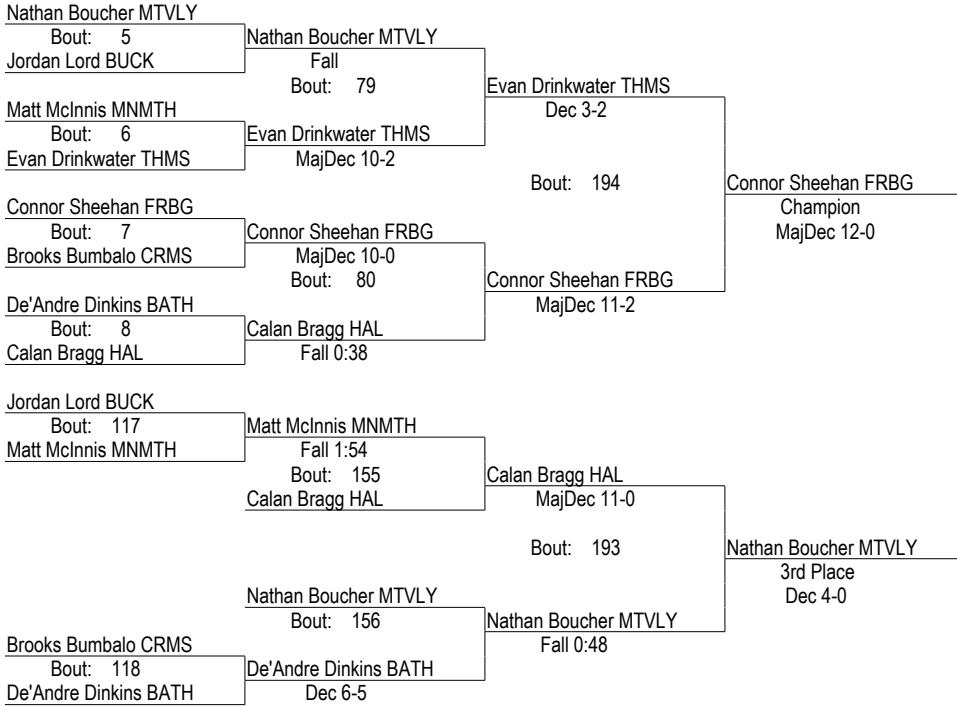 Nathan Boucher MTVLY
Bout: 5
Jordan Lord BUCK
Nathan Boucher MTVLY
Fall
Bout: 79
Matt McInnis MNMTH
Bout: 6
Evan Drinkwater THMS
Evan Drinkwater THMS
MajDec 10-2
Evan Drinkwater THMS
Dec 3-2
Bout: 194
Connor Sheehan FRBG
Bout: 7
Brooks Bumbalo CRMS
Connor Sheehan FRBG
MajDec 10-0
Bout: 80
De'Andre Dinkins BATH
Bout: 8
Calan Bragg HAL
Calan Bragg HAL
Fall 0:38
Connor Sheehan FRBG
MajDec 11-2
Connor Sheehan FRBG
Champion
MajDec 12-0
Jordan Lord BUCK
Bout: 117
Matt McInnis MNMTH
Matt McInnis MNMTH
Fall 1:54
Bout: 155
Calan Bragg HAL
Calan Bragg HAL
MajDec 11-0
Bout: 193
Nathan Boucher MTVLY
Bout: 156
Brooks Bumbalo CRMS
Bout: 118
De'Andre Dinkins BATH
De'Andre Dinkins BATH
Dec 6-5
Nathan Boucher MTVLY
Fall 0:48
Nathan Boucher MTVLY
3rd Place
Dec 4-0